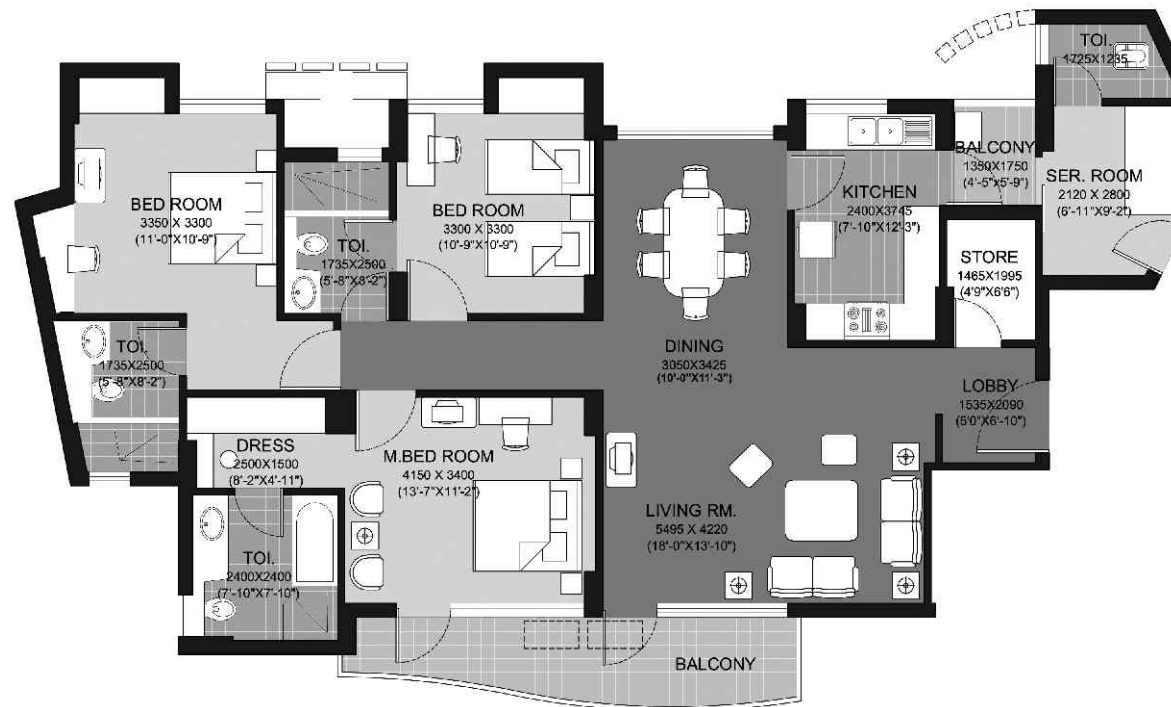 TOI.
1725X1235
BALCONY
1350X1750
(4'-5"x5'-9")
SER. ROOM
2120 X 2800
(6'-11"X9'-2")
KITCHEN
2400X3745
(7'-10"X12'-3")
BED ROOM
3350 X 3300
(11'-0"X10'-9")
BED ROOM
3300 X 3300
(10'-9"X10'-9")
TOI.
1735X2500
(5'-8"X8'-2")
STORE
1465X1995
(4'9"X6'6")
TOI.
1735X2500
(5'-8"X8'-2")
DINING
3050X3425
(10'-0"X11'-3")
LOBBY
1535X2090
(5'0"X6'-10")
DRESS
2500X1500
(8'-2"X4'-11")
M.BED ROOM
4150 X 3400
(13'-7"X11'-2")
LIVING RM.
5495 X 4220
(18'-0"X13'-10")
TOI.
2400X2400
(7'-10"X7'-10")
BALCONY